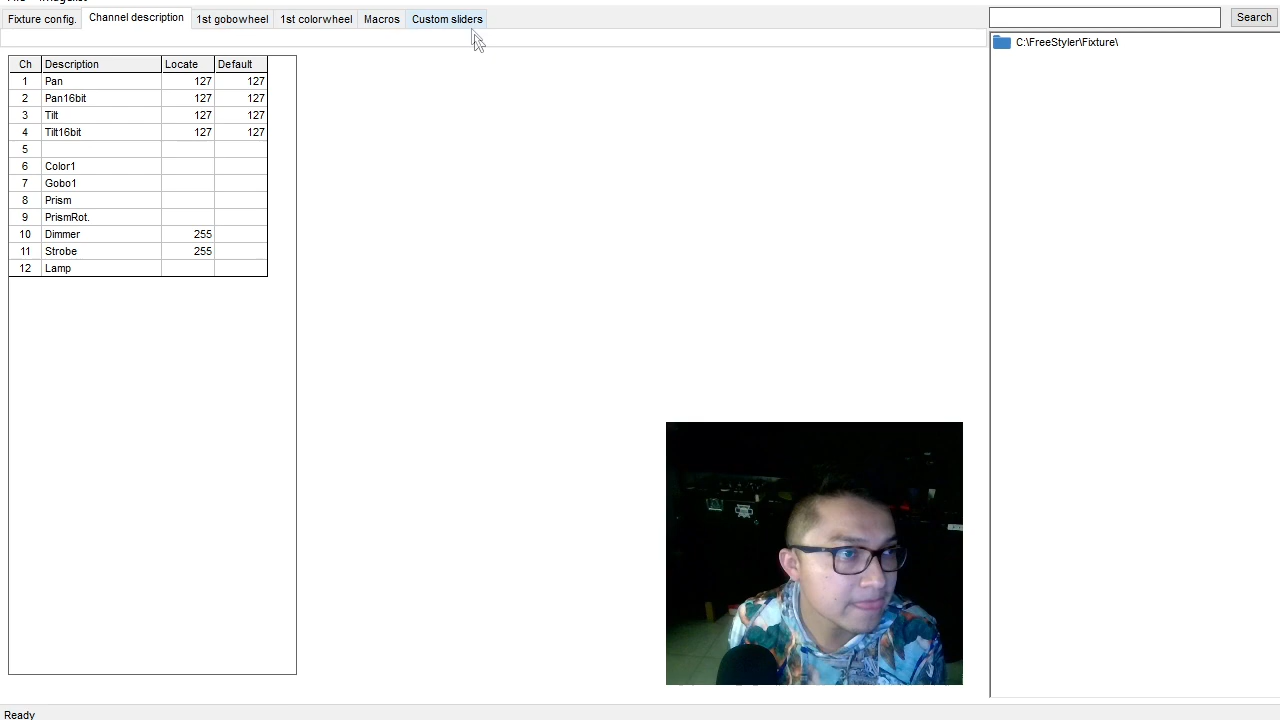 Fixture config. Channel description 1st gobowheel 1st colorwheel Macros Custom sliders Search
C:\FreeStyler\Fixture\
Ch Description Locate Default
1 Pan 127 127
2 Pan16bit 127 127
3 Tilt 127 127
4 Tilt16bit 127 127
5
6 Color1
7 Gobo1
8 Prism
9 PrismRot.
10 Dimmer 255
11 Strobe 255
12 Lamp
Ready